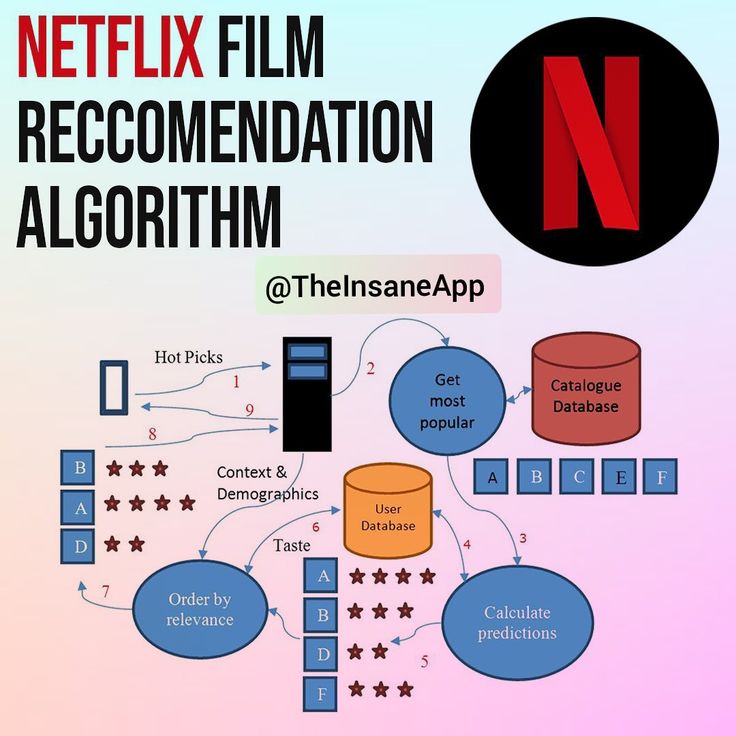 NETFLIX FILM
RECCOMENDATION
ALGORITHM
N
@TheInsaneApp
Hot Picks
1
9
8
2
Get
most
popular
Catalogue
Database
A B C E F
B
A
D
Context &
Demographics
6
Taste
User
Database
4
3
7
Order by
relevance
A
B
D
F
5
Calculate
predictions